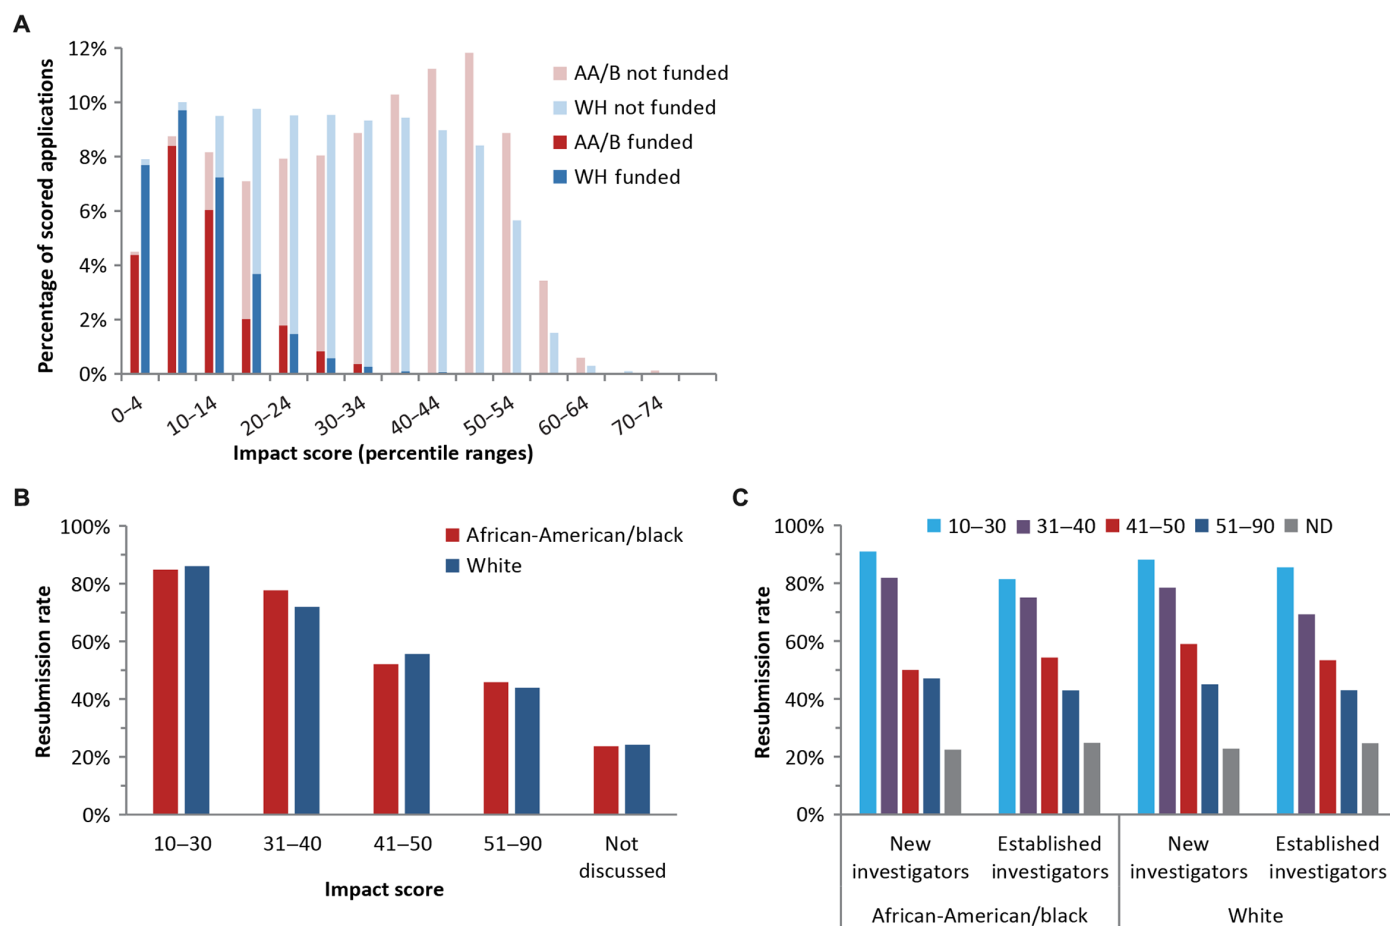 A
12%
10%
8%
6%
4%
2%
0%
Percentage of scored applications
AA/B not funded
WH not funded
AA/B funded
WH funded
0–4
10–14
20–24
30–34
40–44
50–54
60–64
70–74
Impact score (percentile ranges)
B
100%
80%
60%
40%
20%
0%
Resubmission rate
African-American/black
White
10–30
31–40
41–50
51–90
Not
discussed
Impact score
C
100%
80%
60%
40%
20%
0%
Resubmission rate
10–30
31–40
41–50
51–90
ND
New
investigators
Established
investigators
New
investigators
Established
investigators
African-American/black
White